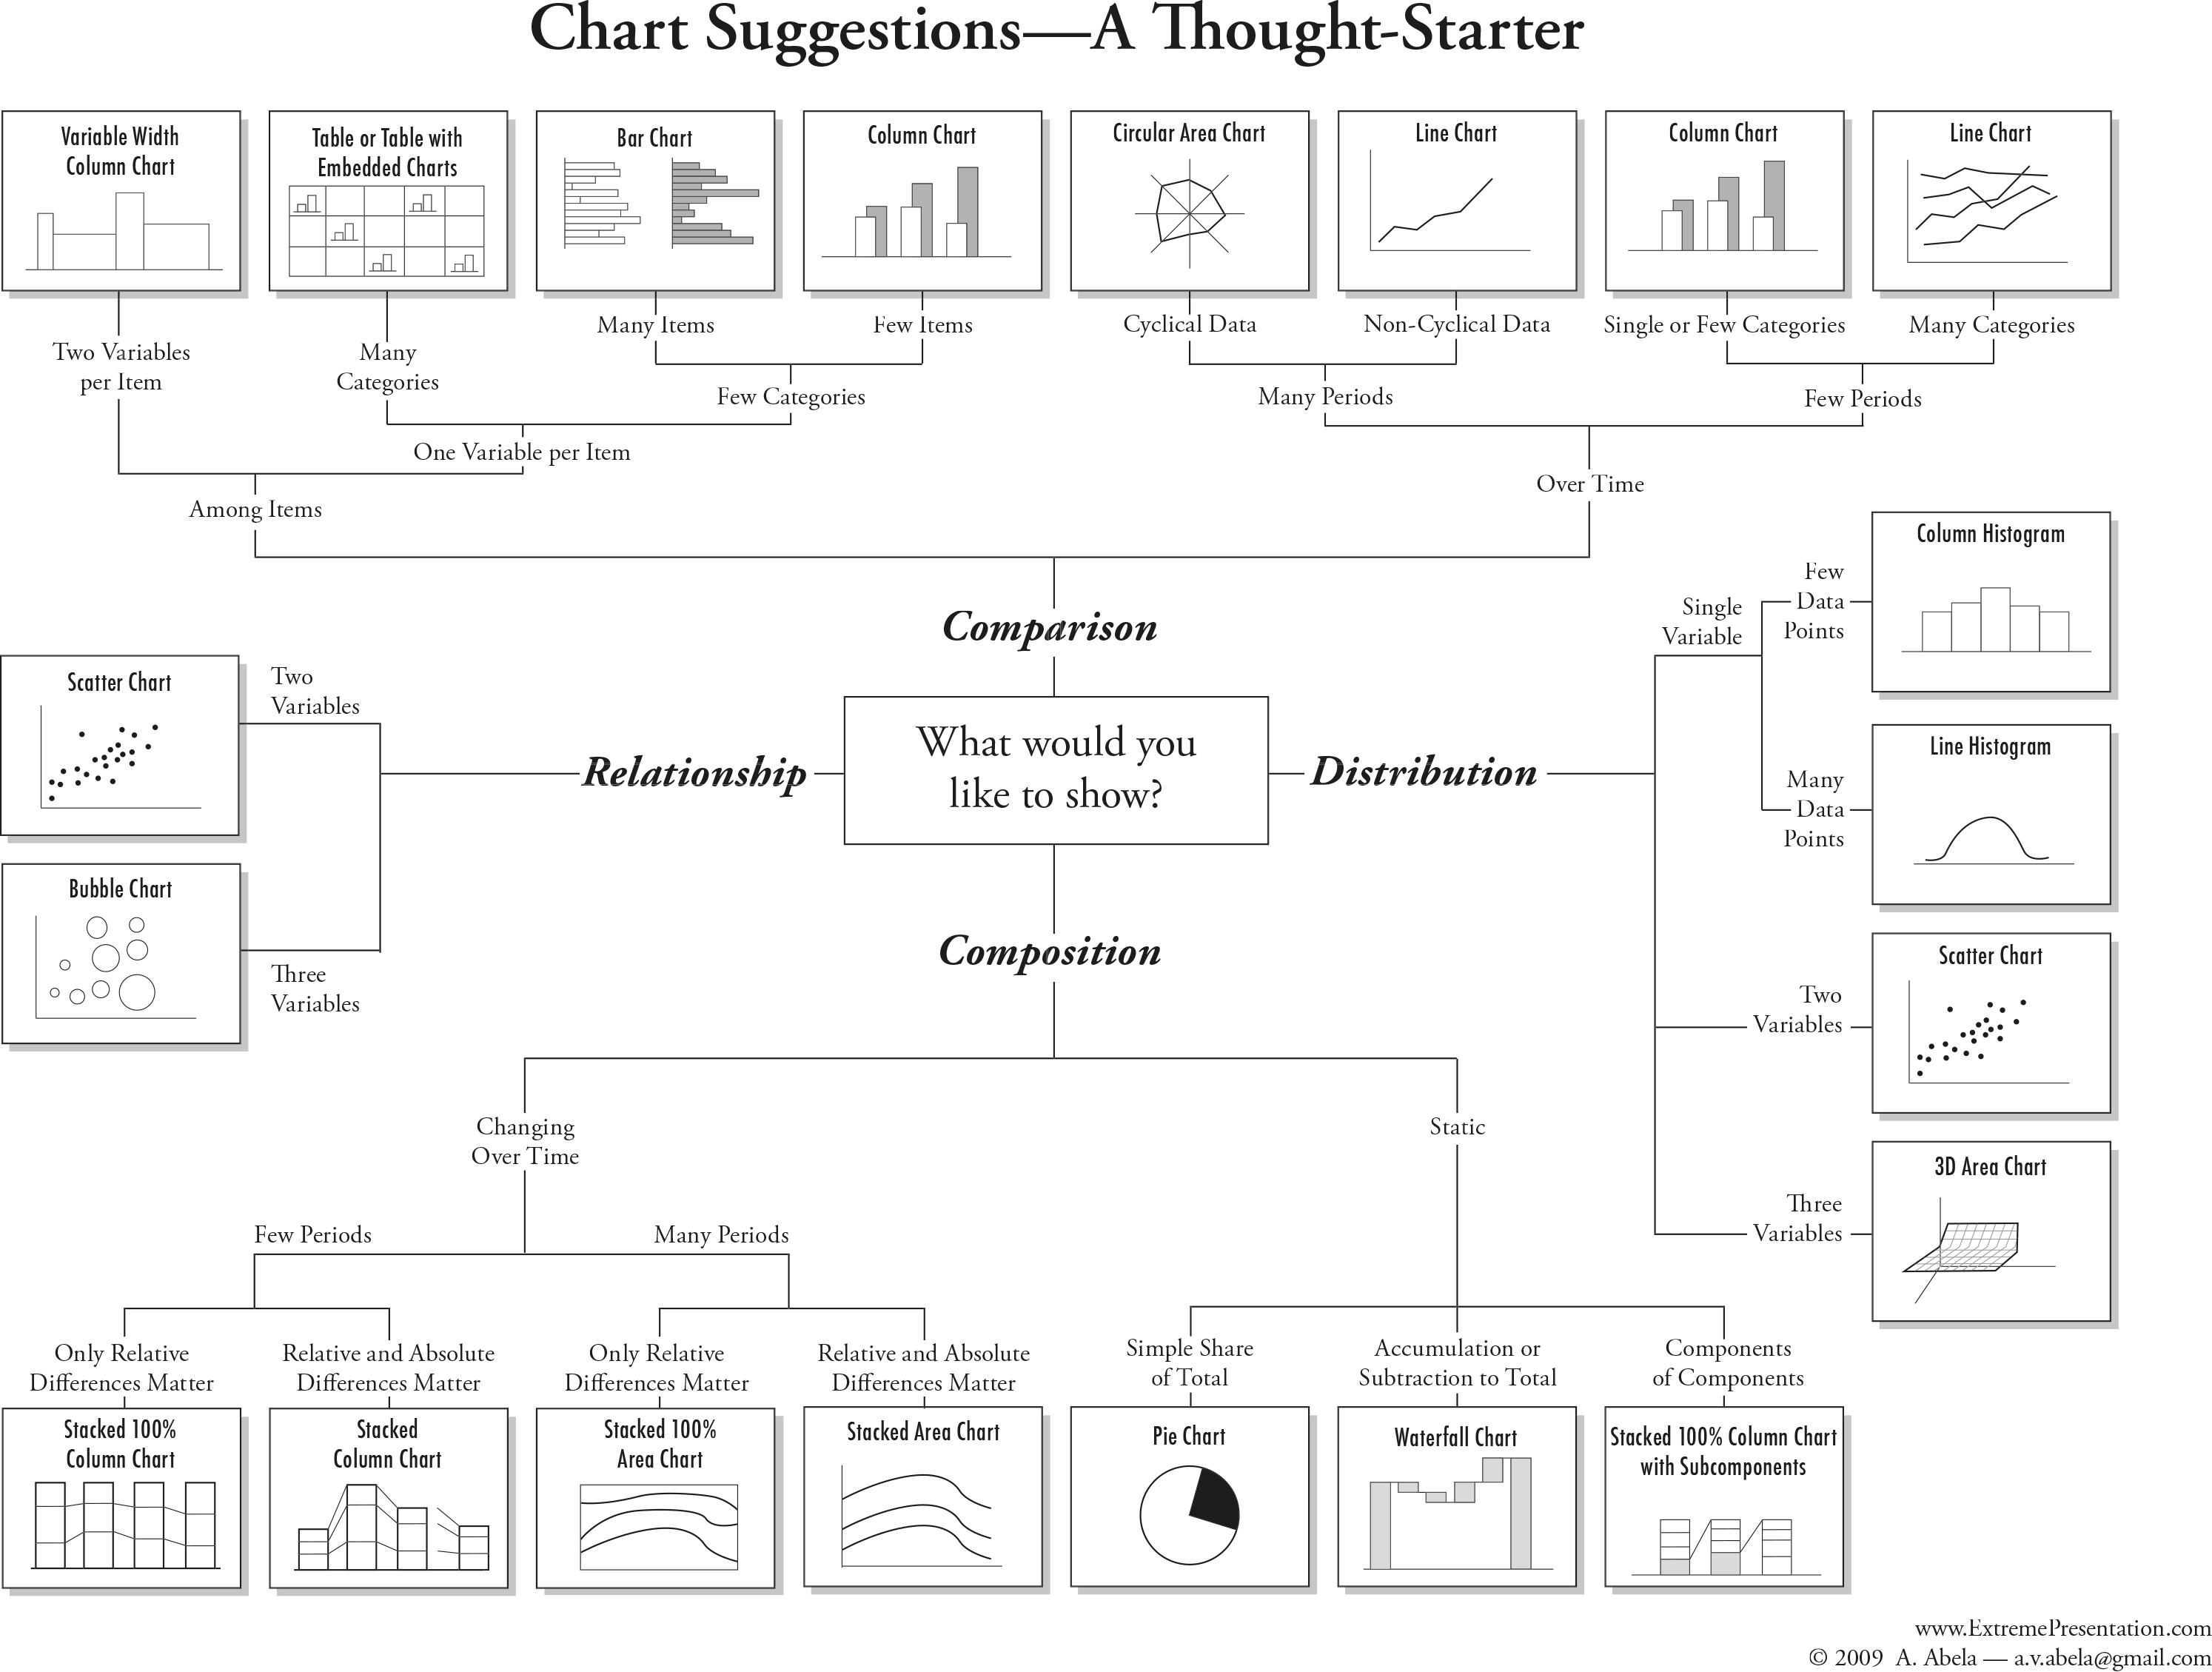 Chart Suggestions—A Thought-Starter
Variable Width
Column Chart
Table or Table with
Embedded Charts
Bar Chart
Column Chart
Circular Area Chart
Line Chart
Column Chart
Line Chart
Two Variables
per Item
Many
Categories
Many Items
Few Items
Cyclical Data
Non-Cyclical Data
Single or Few Categories
Many Categories
Few Categories
Many Periods
Few Periods
One Variable per Item
Among Items
Over Time
Comparison
What would you
like to show?
Relationship
Two
Variables
Scatter Chart
Three
Variables
Bubble Chart
Distribution
Single
Variable
Few
Data
Points
Column Histogram
Many
Data
Points
Line Histogram
Two
Variables
Scatter Chart
Three
Variables
3D Area Chart
Composition
Changing
Over Time
Static
Few Periods
Many Periods
Only Relative
Differences Matter
Relative and Absolute
Differences Matter
Only Relative
Differences Matter
Relative and Absolute
Differences Matter
Simple Share
of Total
Accumulation or
Subtraction to Total
Components
of Components
Stacked 100%
Column Chart
Stacked
Column Chart
Stacked 100%
Area Chart
Stacked Area Chart
Pie Chart
Waterfall Chart
Stacked 100% Column Chart
with Subcomponents
www.ExtremePresentation.com
© 2009 A. Abela — a.v.abela@gmail.com